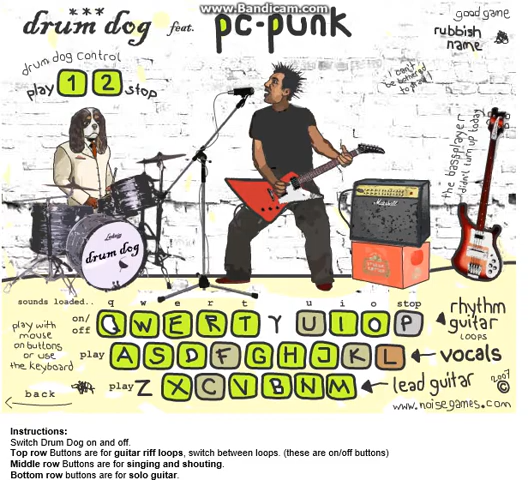 www.Bandicam.com
*** drum dog feat. pc-punk
good game
rubbish
name
drum dog control
play 1 2 stop
I can't
be bothered
the bassplayer
didn't turn up today
Ludwig
drum dog
Marshall
sounds loaded.. q w e r t u i o stop
on/
off
Q W E R T Y U I O P
rhythm
guitar
LOOPS
play with
mouse
on buttons
or use
the keyboard
play A S D F G H J K L
vocals
play Z X C V B N M
lead guitar
© 2007
back
www.noisegames.com
Instructions:
Switch Drum Dog on and off.
Top row Buttons are for guitar riff loops, switch between loops. (these are on/off buttons)
Middle row Buttons are for singing and shouting.
Bottom row buttons are for solo guitar.